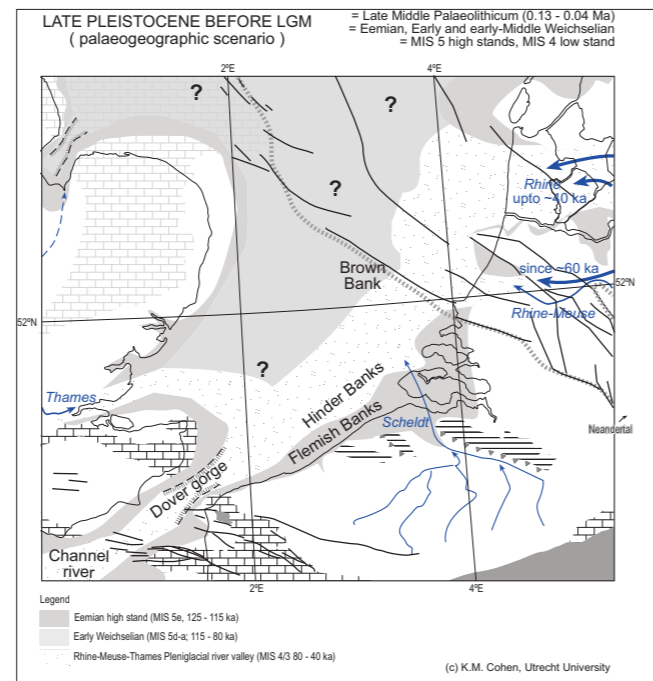 LATE PLEISTOCENE BEFORE LGM
( palaeogeographic scenario )
= Late Middle Palaeolithicum (0.13 - 0.04 Ma)
= Eemian, Early and early-Middle Weichselian
= MIS 5 high stands, MIS 4 low stand
2ºE
4ºE
?
?
?
Rhine
upto ~40 ka
since ~60 ka
Brown
Bank
52ºN
Rhine-Meuse
52ºN
?
Thames
Hinder Banks
Flemish Banks
Scheldt
Neandertal
Dover gorge
Channel
river
2ºE
4ºE
Legend
Eemian high stand (MIS 5e, 125 - 115 ka)
Early Weichselian (MIS 5d-a; 115 - 80 ka)
Rhine-Meuse-Thames Pleniglacial river valley (MIS 4/3 80 - 40 ka)
(c) K.M. Cohen, Utrecht University